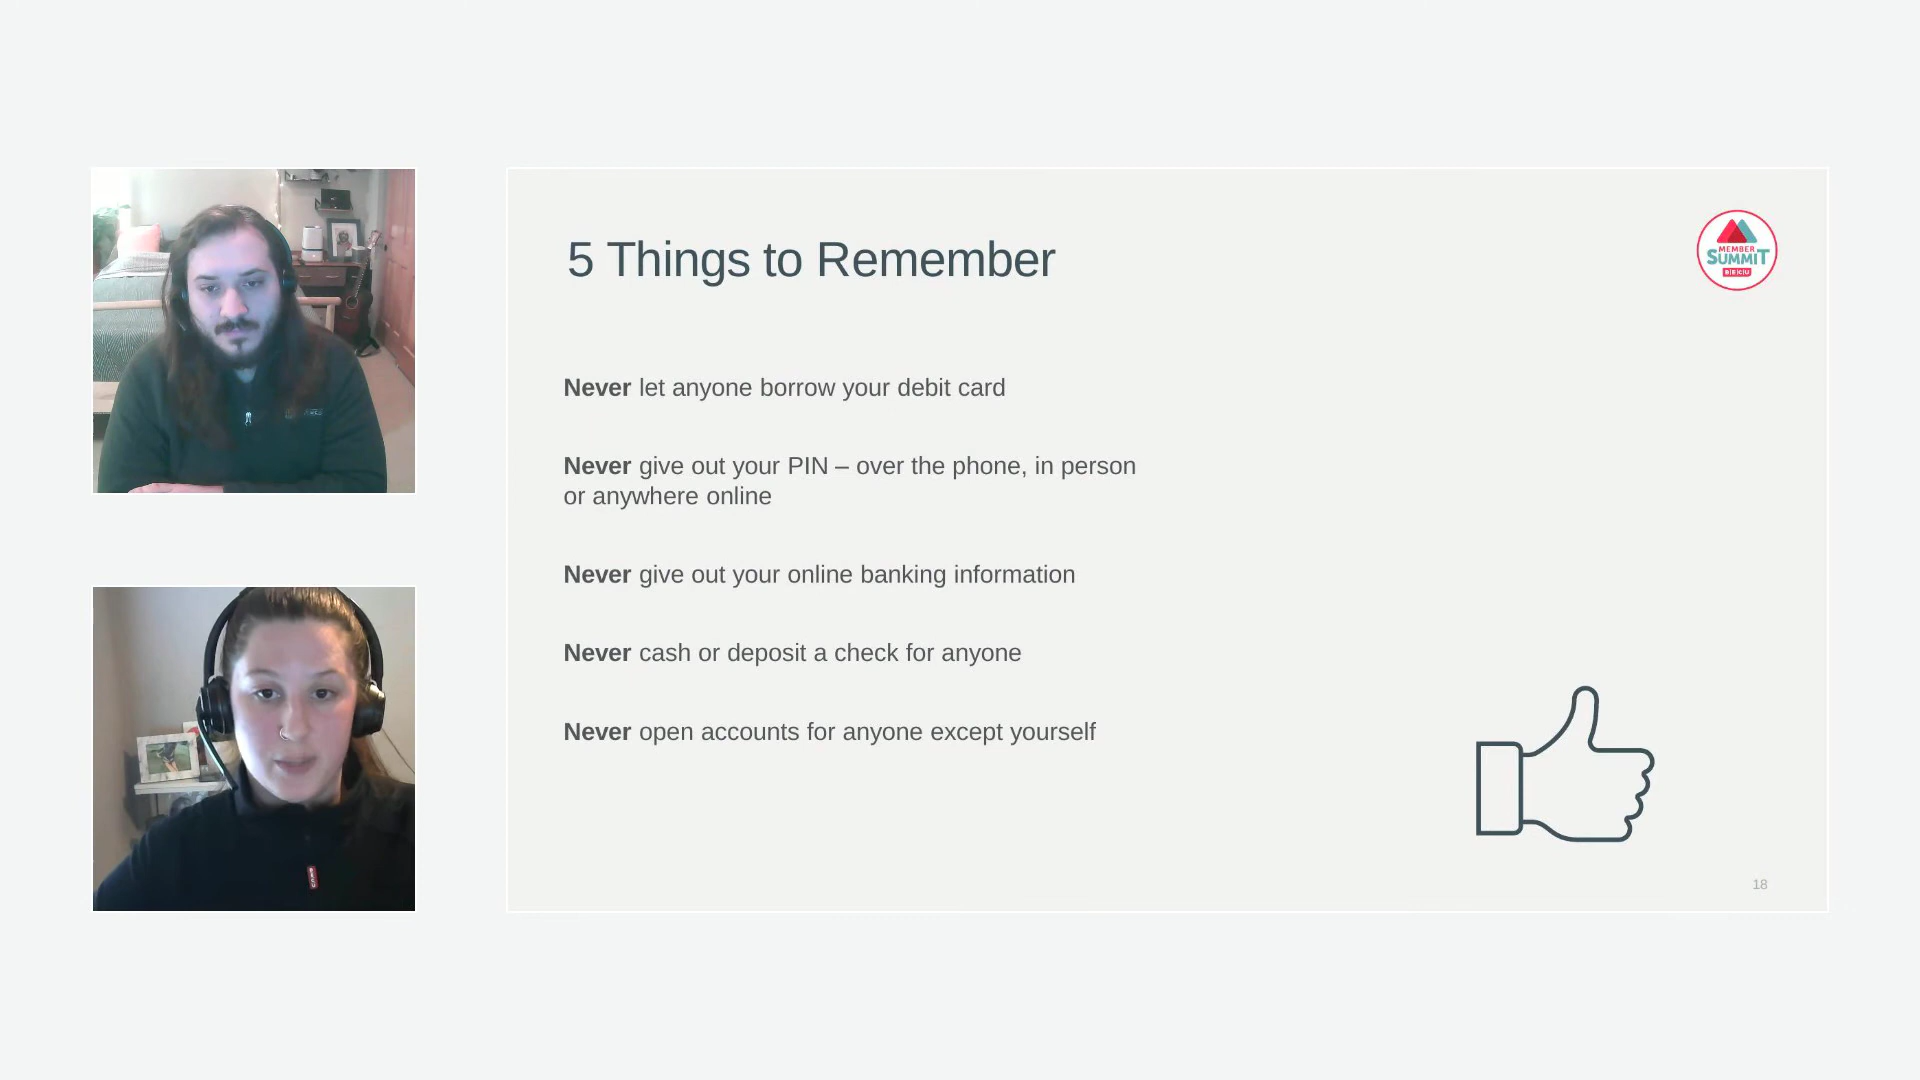 5 Things to Remember
MEMBER
SUMMIT
BECU
Never let anyone borrow your debit card
Never give out your PIN – over the phone, in person
or anywhere online
Never give out your online banking information
Never cash or deposit a check for anyone
Never open accounts for anyone except yourself
18